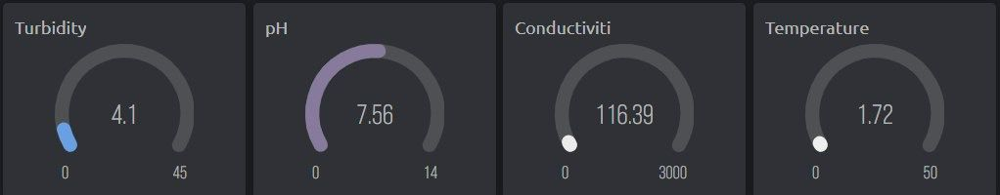 Turbidity
4.1
0 45
pH
7.56
0 14
Conductiviti
116.39
0 3000
Temperature
1.72
0 50